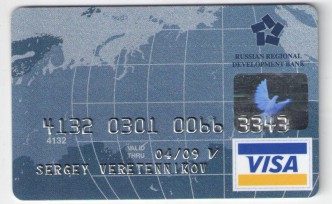 RUSSIAN REGIONAL
DEVELOPMENT BANK
4132 0301 0066 3343
4132
VALID
THRU 04/09 V
SERGEY VERETENNIKOV
VISA